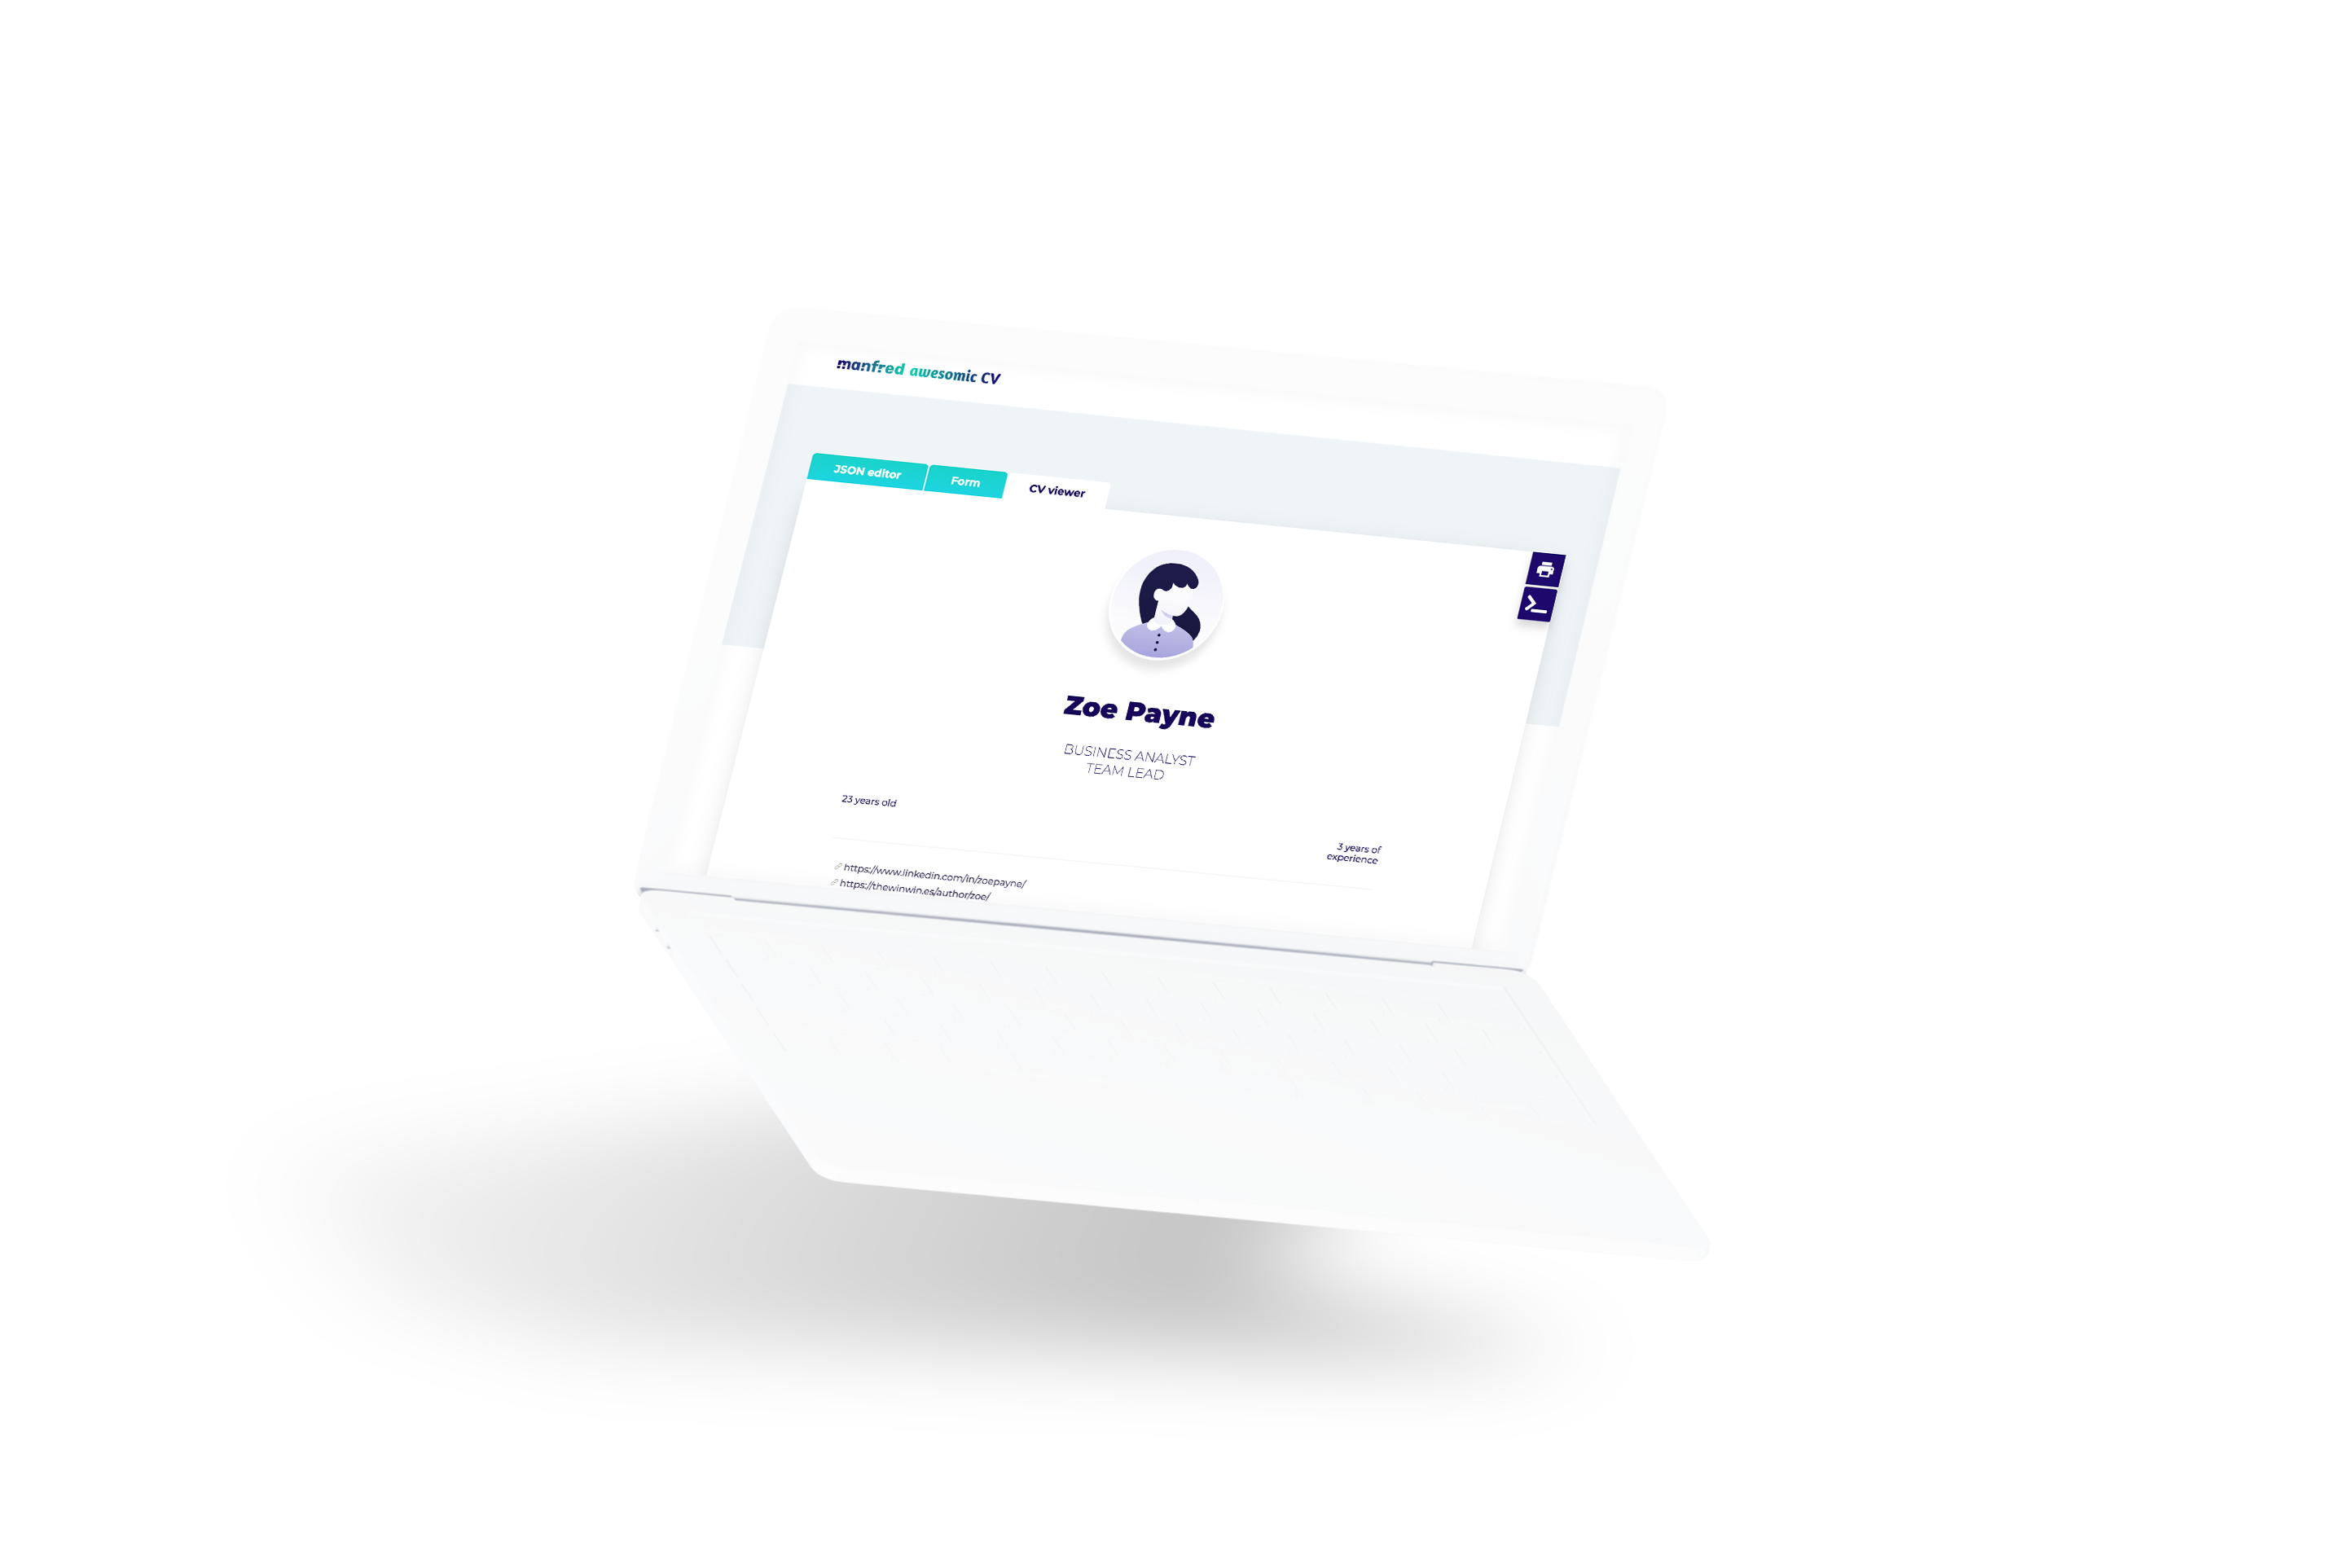 manfred awesomic CV
JSON editor
Form
CV viewer
Zoe Payne
BUSINESS ANALYST
TEAM LEAD
23 years old
3 years of
experience
https://www.linkedin.com/in/zoepayne/
https://thewinwin.es/author/zoe/